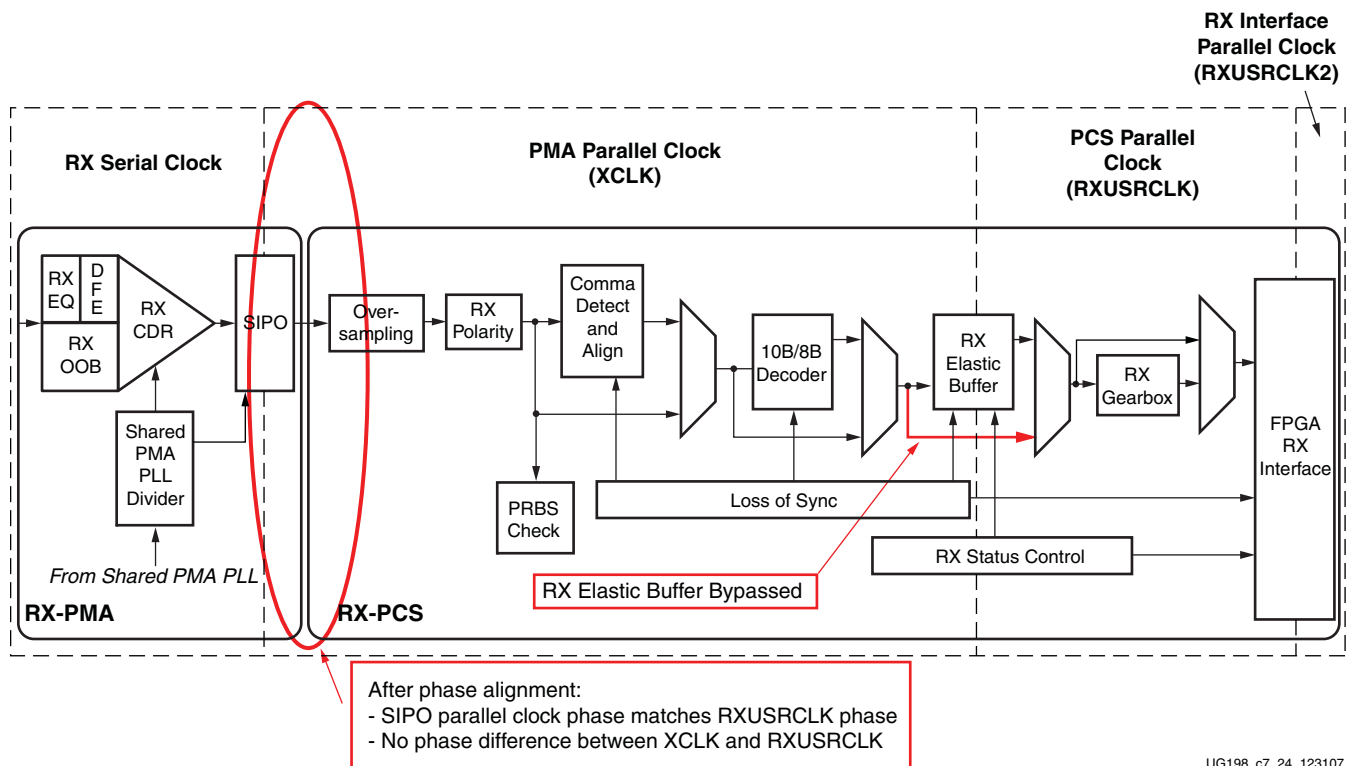 RX Interface
Parallel Clock
(RXUSRCLK2)
RX Serial Clock
PMA Parallel Clock
(XCLK)
PCS Parallel
Clock
(RXUSRCLK)
RX
EQ
D
F
E
RX
CDR
RX
OOB
SIPO
Shared
PMA
PLL
Divider
From Shared PMA PLL
RX-PMA
Over-
sampling
RX
Polarity
Comma
Detect
and
Align
10B/8B
Decoder
RX
Elastic
Buffer
RX
Gearbox
FPGA
RX
Interface
PRBS
Check
Loss of Sync
RX Status Control
RX Elastic Buffer Bypassed
RX-PCS
After phase alignment:
- SIPO parallel clock phase matches RXUSRCLK phase
- No phase difference between XCLK and RXUSRCLK
UG198_c7_24_123107